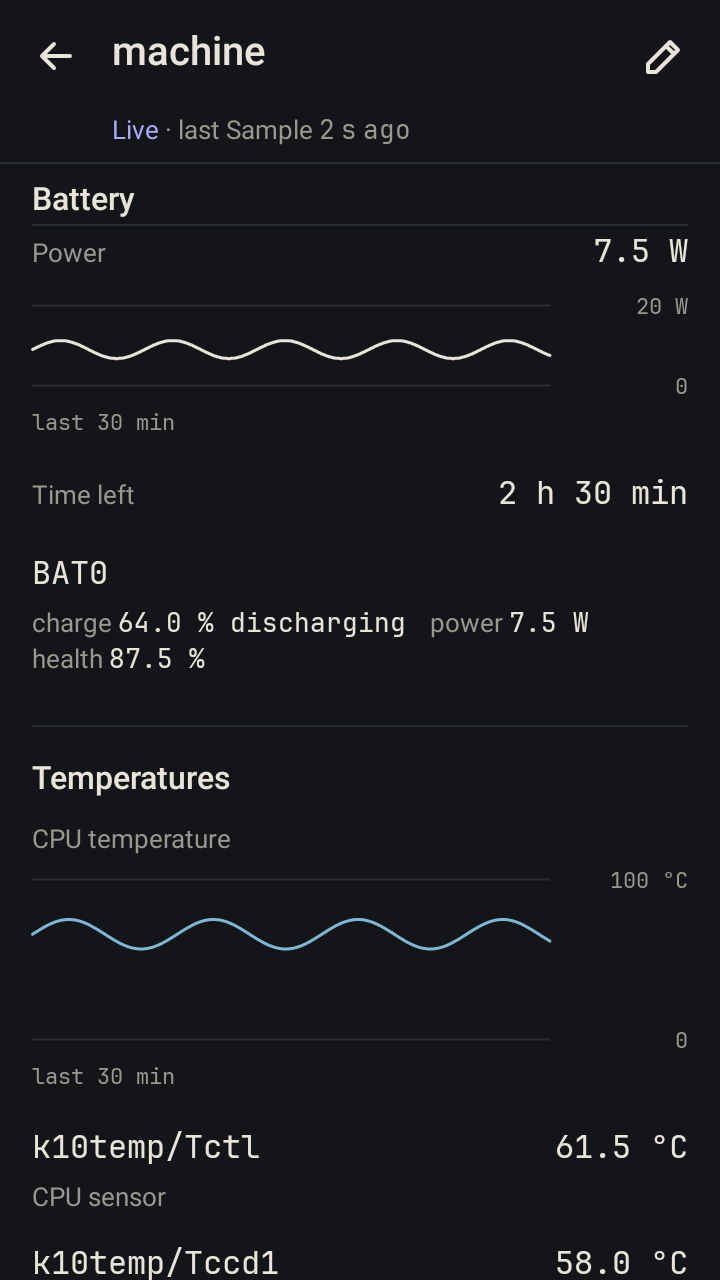 machine
Live · last Sample 2 s ago
Battery
Power 7.5 W
20 W
0
last 30 min
Time left 2 h 30 min
BAT0
charge 64.0 % discharging power 7.5 W
health 87.5 %
Temperatures
CPU temperature
100 °C
0
last 30 min
k10temp/Tctl 61.5 °C
CPU sensor
k10temp/Tccd1 58.0 °C